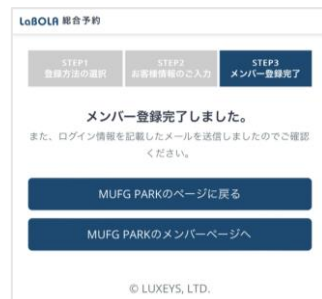 LaBOLA 総合予約
STEP1
登録方法の選択
STEP2
お客様情報のご入力
STEP3
メンバー登録完了
メンバー登録完了しました。
また、ログイン情報を記載したメールを送信しましたのでご確認
ください。
MUFG PARKのページに戻る
MUFG PARKのメンバーページへ
© LUXEYS, LTD.